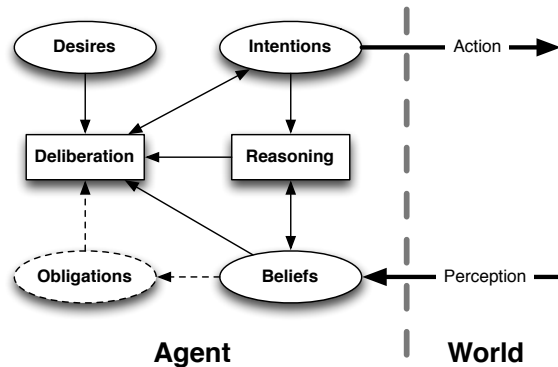 Desires
Intentions
Action
Deliberation
Reasoning
Obligations
Beliefs
Perception
Agent
World